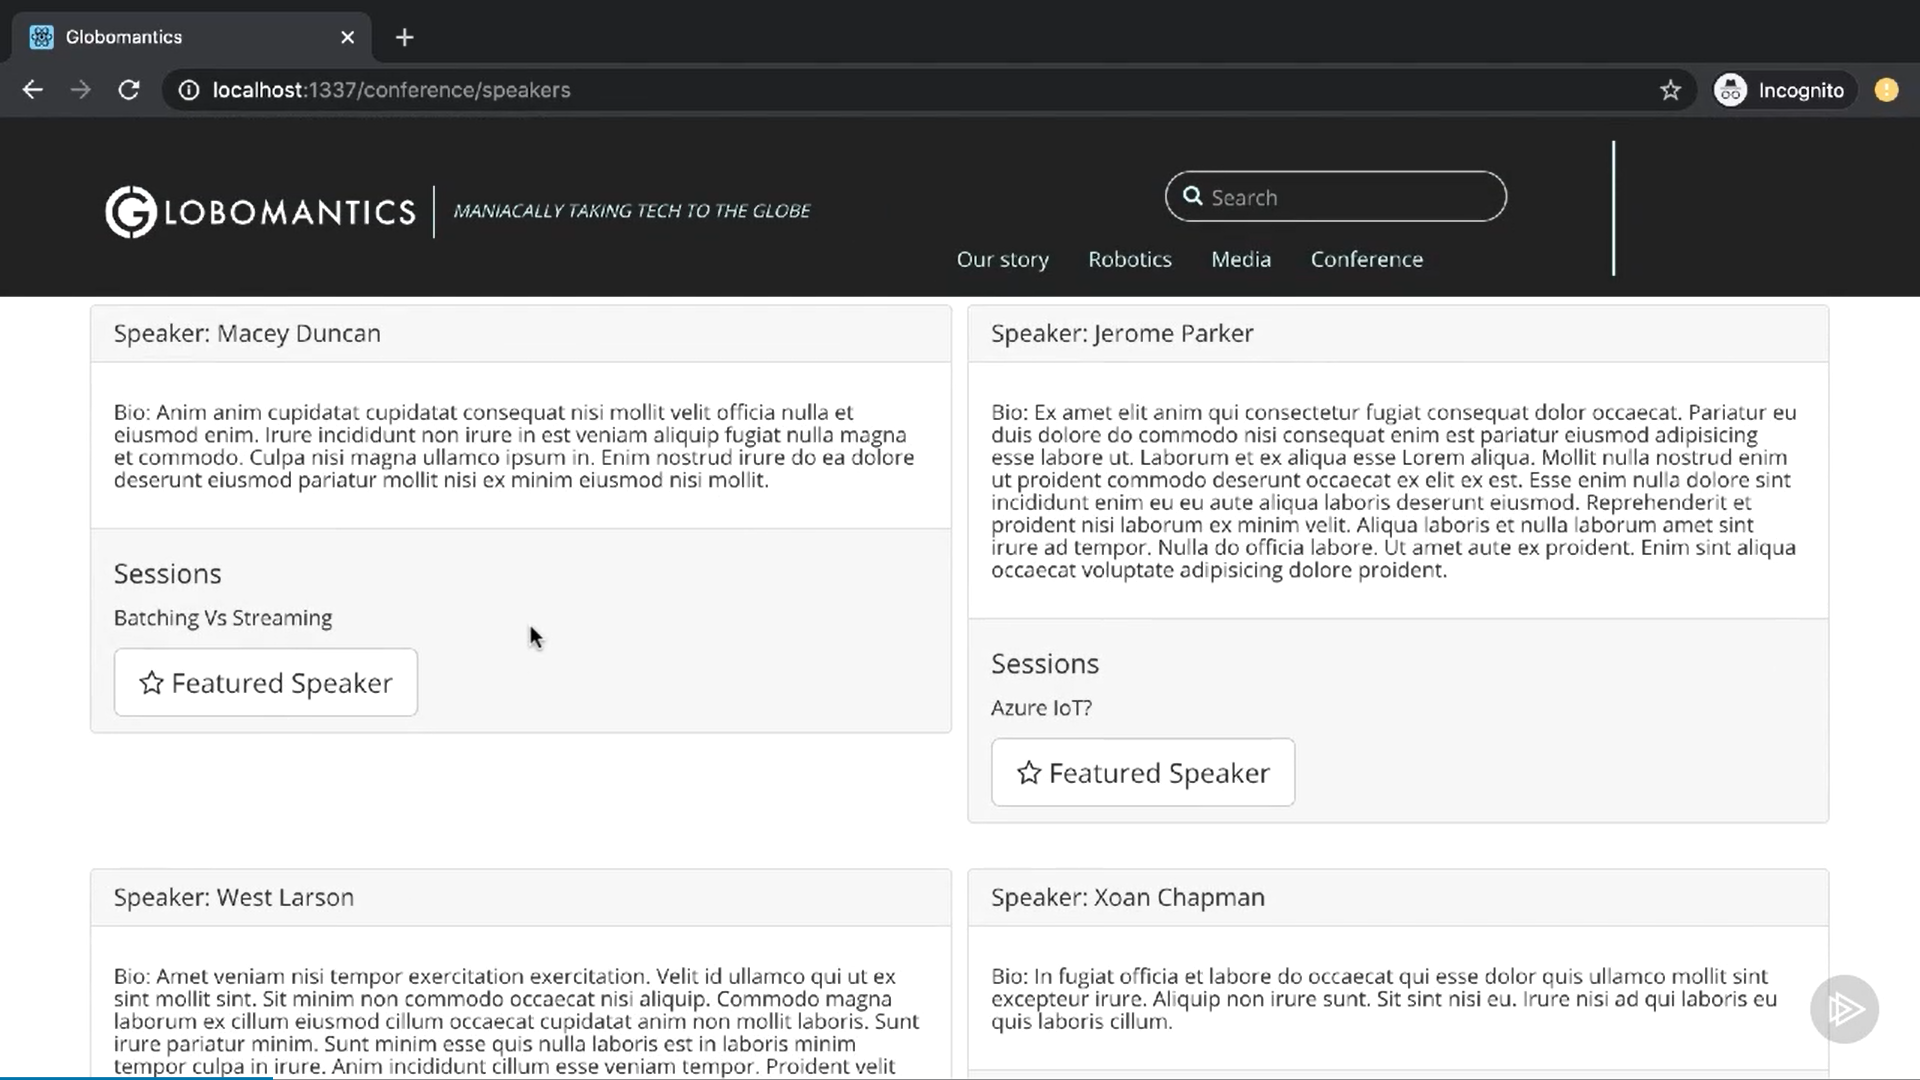 Globomantics
localhost:1337/conference/speakers
Incognito
GLOBOMANTICS
MANIACALLY TAKING TECH TO THE GLOBE
Search
Our story Robotics Media Conference
Speaker: Macey Duncan
Bio: Anim anim cupidatat cupidatat consequat nisi mollit velit officia nulla et
eiusmod enim. Irure incididunt non irure in est veniam aliquip fugiat nulla magna
et commodo. Culpa nisi magna ullamco ipsum in. Enim nostrud irure do ea dolore
deserunt eiusmod pariatur mollit nisi ex minim eiusmod nisi mollit.
Sessions
Batching Vs Streaming
Featured Speaker
Speaker: Jerome Parker
Bio: Ex amet elit anim qui consectetur fugiat consequat dolor occaecat. Pariatur eu
duis dolore do commodo nisi consequat enim est pariatur eiusmod adipisicing
esse labore ut. Laborum et ex aliqua esse Lorem aliqua. Mollit nulla nostrud enim
ut proident commodo deserunt occaecat ex elit ex est. Esse enim nulla dolore sint
incididunt enim eu eu aute aliqua laboris deserunt eiusmod. Reprehenderit et
proident nisi laborum ex minim velit. Aliqua laboris et nulla laborum amet sint
irure ad tempor. Nulla do officia labore. Ut amet aute ex proident. Enim sint aliqua
occaecat voluptate adipisicing dolore proident.
Sessions
Azure IoT?
Featured Speaker
Speaker: West Larson
Bio: Amet veniam nisi tempor exercitation exercitation. Velit id ullamco qui ut ex
sint mollit sint. Sit minim non commodo occaecat nisi aliquip. Commodo magna
laborum ex cillum eiusmod cillum occaecat cupidatat anim non mollit laboris. Sunt
irure pariatur minim. Sunt minim esse quis nulla laboris est in laboris minim
tempor culpa in irure. Anim incididunt cillum esse veniam tempor. Proident velit
Speaker: Xoan Chapman
Bio: In fugiat officia et labore do occaecat qui esse dolor quis ullamco mollit sint
excepteur irure. Aliquip non irure sunt. Sit sint nisi eu. Irure nisi ad qui laboris eu
quis laboris cillum.